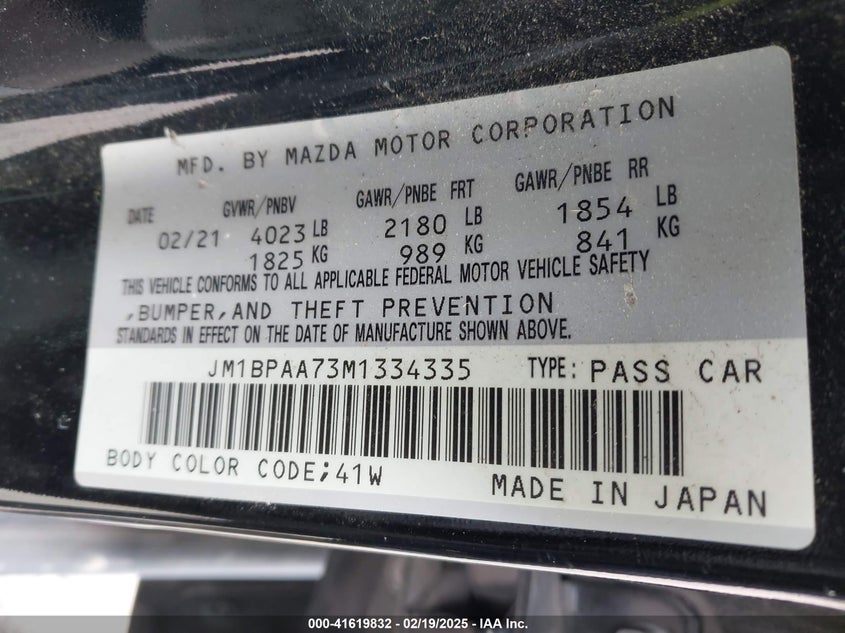 MFD. BY MAZDA MOTOR CORPORATION
DATE GVWR/PNBV GAWR/PNBE FRT GAWR/PNBE RR
02/21 4023 LB 2180 LB 1854 LB
1825 KG 989 KG 841 KG
THIS VEHICLE CONFORMS TO ALL APPLICABLE FEDERAL MOTOR VEHICLE SAFETY
,BUMPER,AND THEFT PREVENTION
STANDARDS IN EFFECT ON THE DATE OF MANUFACTURE SHOWN ABOVE.
JM1BPAA73M1334335 TYPE: PASS CAR
BODY COLOR CODE;41W MADE IN JAPAN
000-41619832 - 02/19/2025 - IAA Inc.